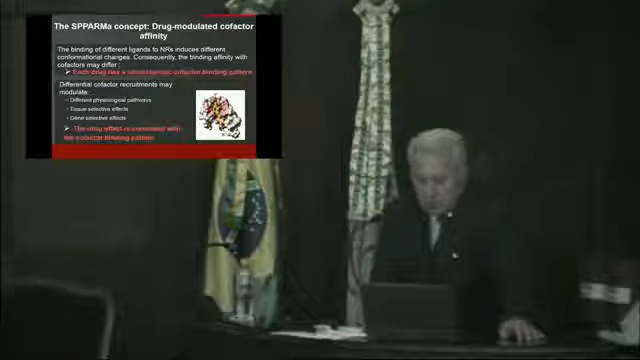 The SPPARMa concept: Drug-modulated cofactor
affinity
The binding of different ligands to NRs induces different
conformational changes. Consequently, the binding affinity with
cofactors may differ :
➢ Each drug has a characteristic cofactor binding pattern
Differential cofactor recruitments may
modulate:
• Different physiological pathways
• Tissue selective effects
• Gene selective effects
➢ The drug effect is correlated with
the cofactor binding pattern